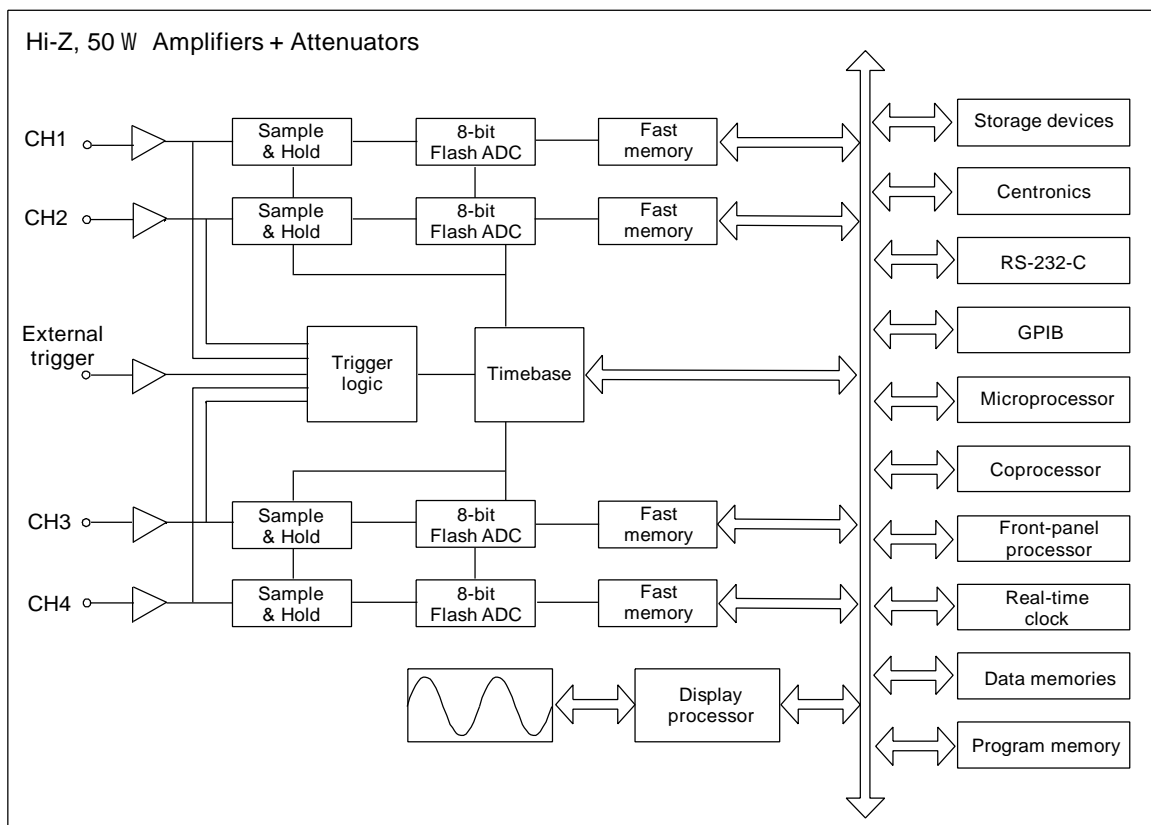 Hi-Z, 50 W Amplifiers + Attenuators
CH1
Sample
& Hold
8-bit
Flash ADC
Fast
memory
CH2
Sample
& Hold
8-bit
Flash ADC
Fast
memory
External
trigger
Trigger
logic
Timebase
CH3
Sample
& Hold
8-bit
Flash ADC
Fast
memory
CH4
Sample
& Hold
8-bit
Flash ADC
Fast
memory
Display
processor
Storage devices
Centronics
RS-232-C
GPIB
Microprocessor
Coprocessor
Front-panel
processor
Real-time
clock
Data memories
Program memory